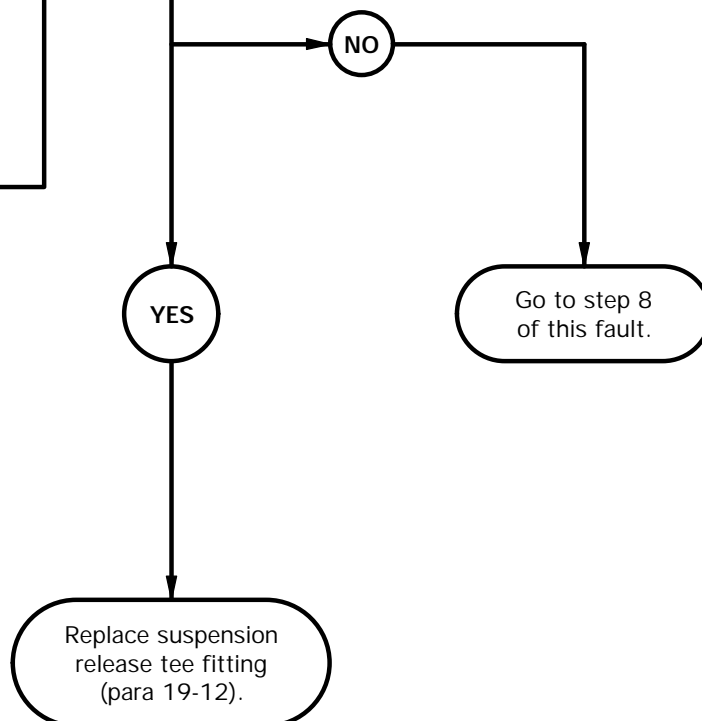 NO
YES
Go to step 8
of this fault.
Replace suspension
release tee fitting
(para 19-12).